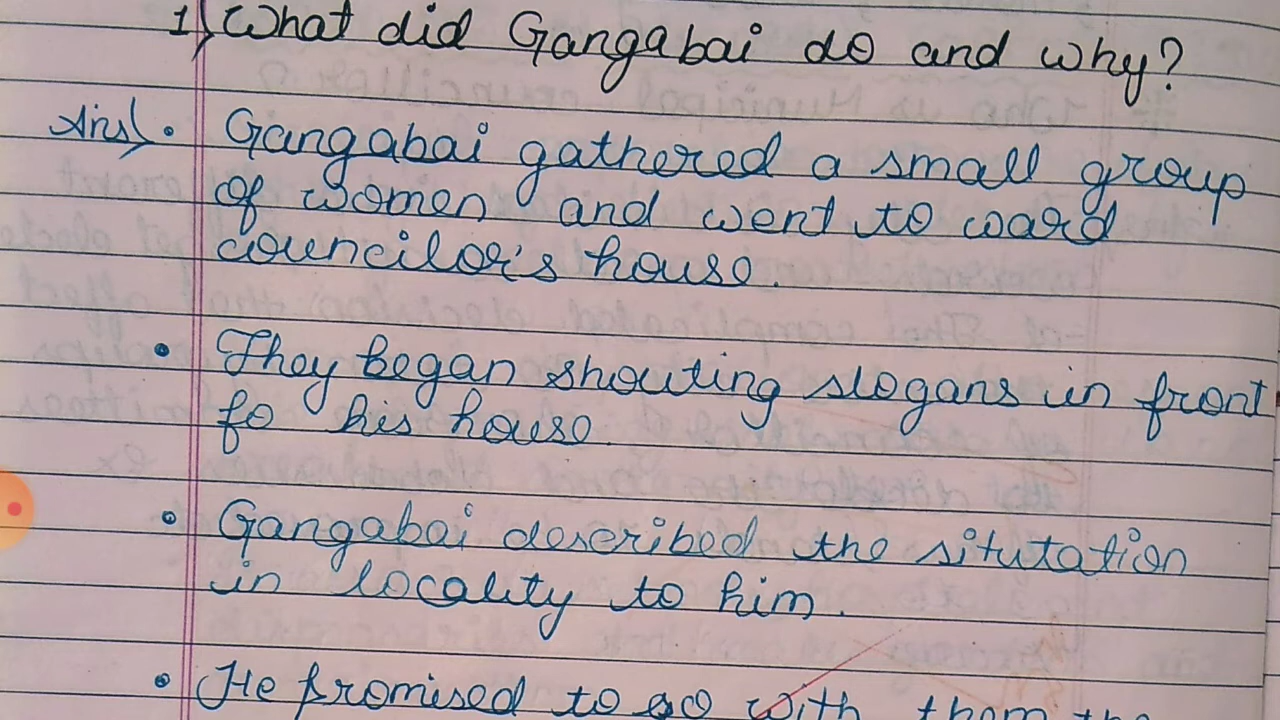 1) What did Gangabai do and why?
Ans). Gangabai gathered a small group
of women and went to ward
councilor's house.
• They began shouting slogans in front
fo his house.
• Gangabai described the situtation
in locality to him.
• He promised to go with them the